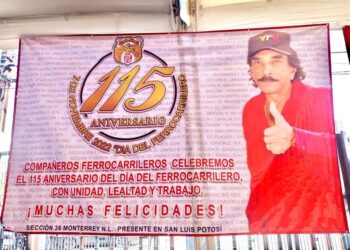 7 DE NOVIEMBRE 2022 "DIA DEL FERROCARRILERO"
115
ANIVERSARIO
COMPAÑEROS FERROCARRILEROS CELEBREMOS
EL 115 ANIVERSARIO DEL DÍA DEL FERROCARRILERO,
CON UNIDAD, LEALTAD Y TRABAJO.
¡MUCHAS FELICIDADES!
SECCIÓN 36 MONTERREY N.L. PRESENTE EN SAN LUIS POTOSÍ